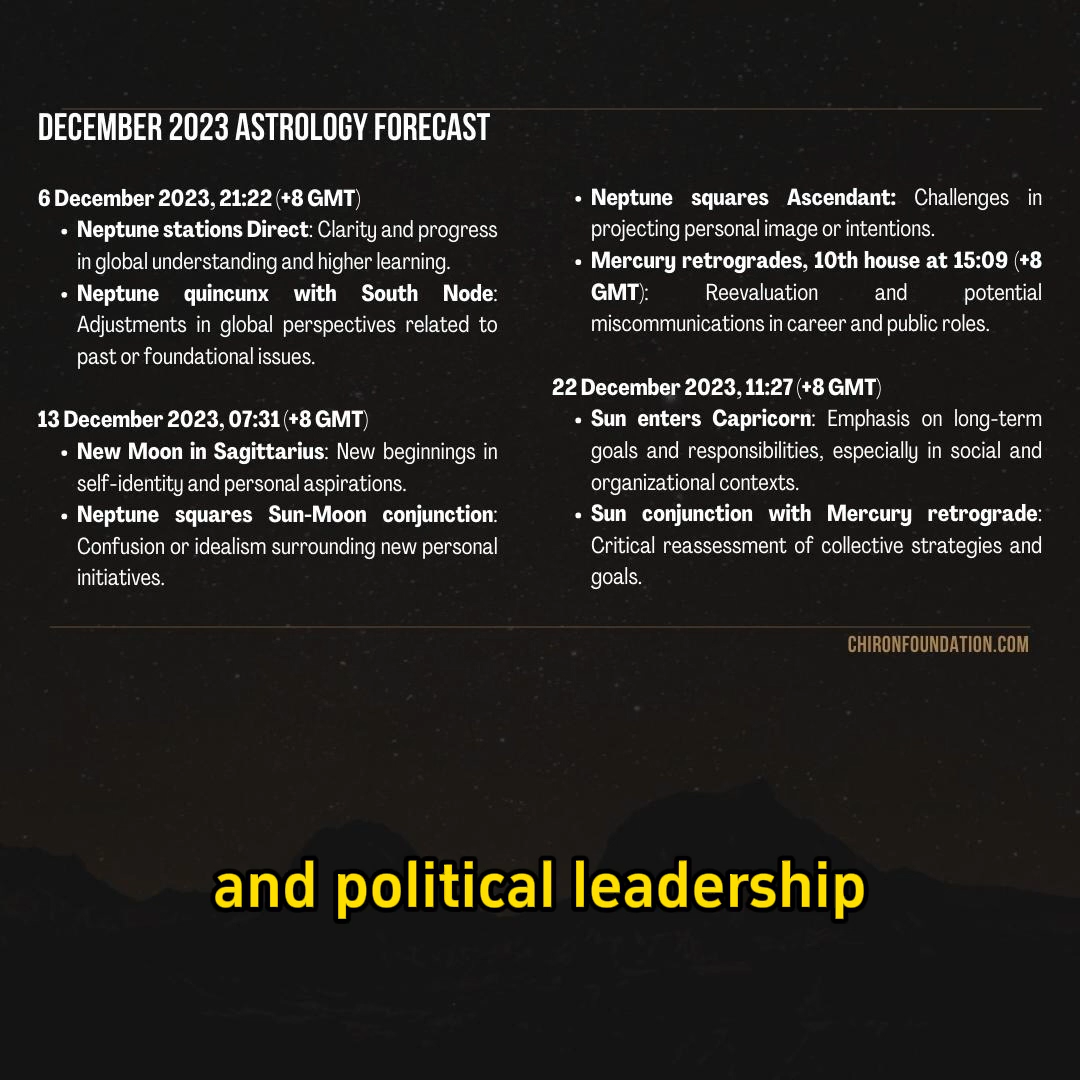 DECEMBER 2023 ASTROLOGY FORECAST
6 December 2023, 21:22 (+8 GMT)
• Neptune stations Direct: Clarity and progress
in global understanding and higher learning.
• Neptune quincunx with South Node:
Adjustments in global perspectives related to
past or foundational issues.
13 December 2023, 07:31 (+8 GMT)
• New Moon in Sagittarius: New beginnings in
self-identity and personal aspirations.
• Neptune squares Sun-Moon conjunction:
Confusion or idealism surrounding new personal
initiatives.
• Neptune squares Ascendant: Challenges in
projecting personal image or intentions.
• Mercury retrogrades, 10th house at 15:09 (+8
GMT): Reevaluation and potential
miscommunications in career and public roles.
22 December 2023, 11:27 (+8 GMT)
• Sun enters Capricorn: Emphasis on long-term
goals and responsibilities, especially in social and
organizational contexts.
• Sun conjunction with Mercury retrograde:
Critical reassessment of collective strategies and
goals.
CHIRONFOUNDATION.COM
and political leadership